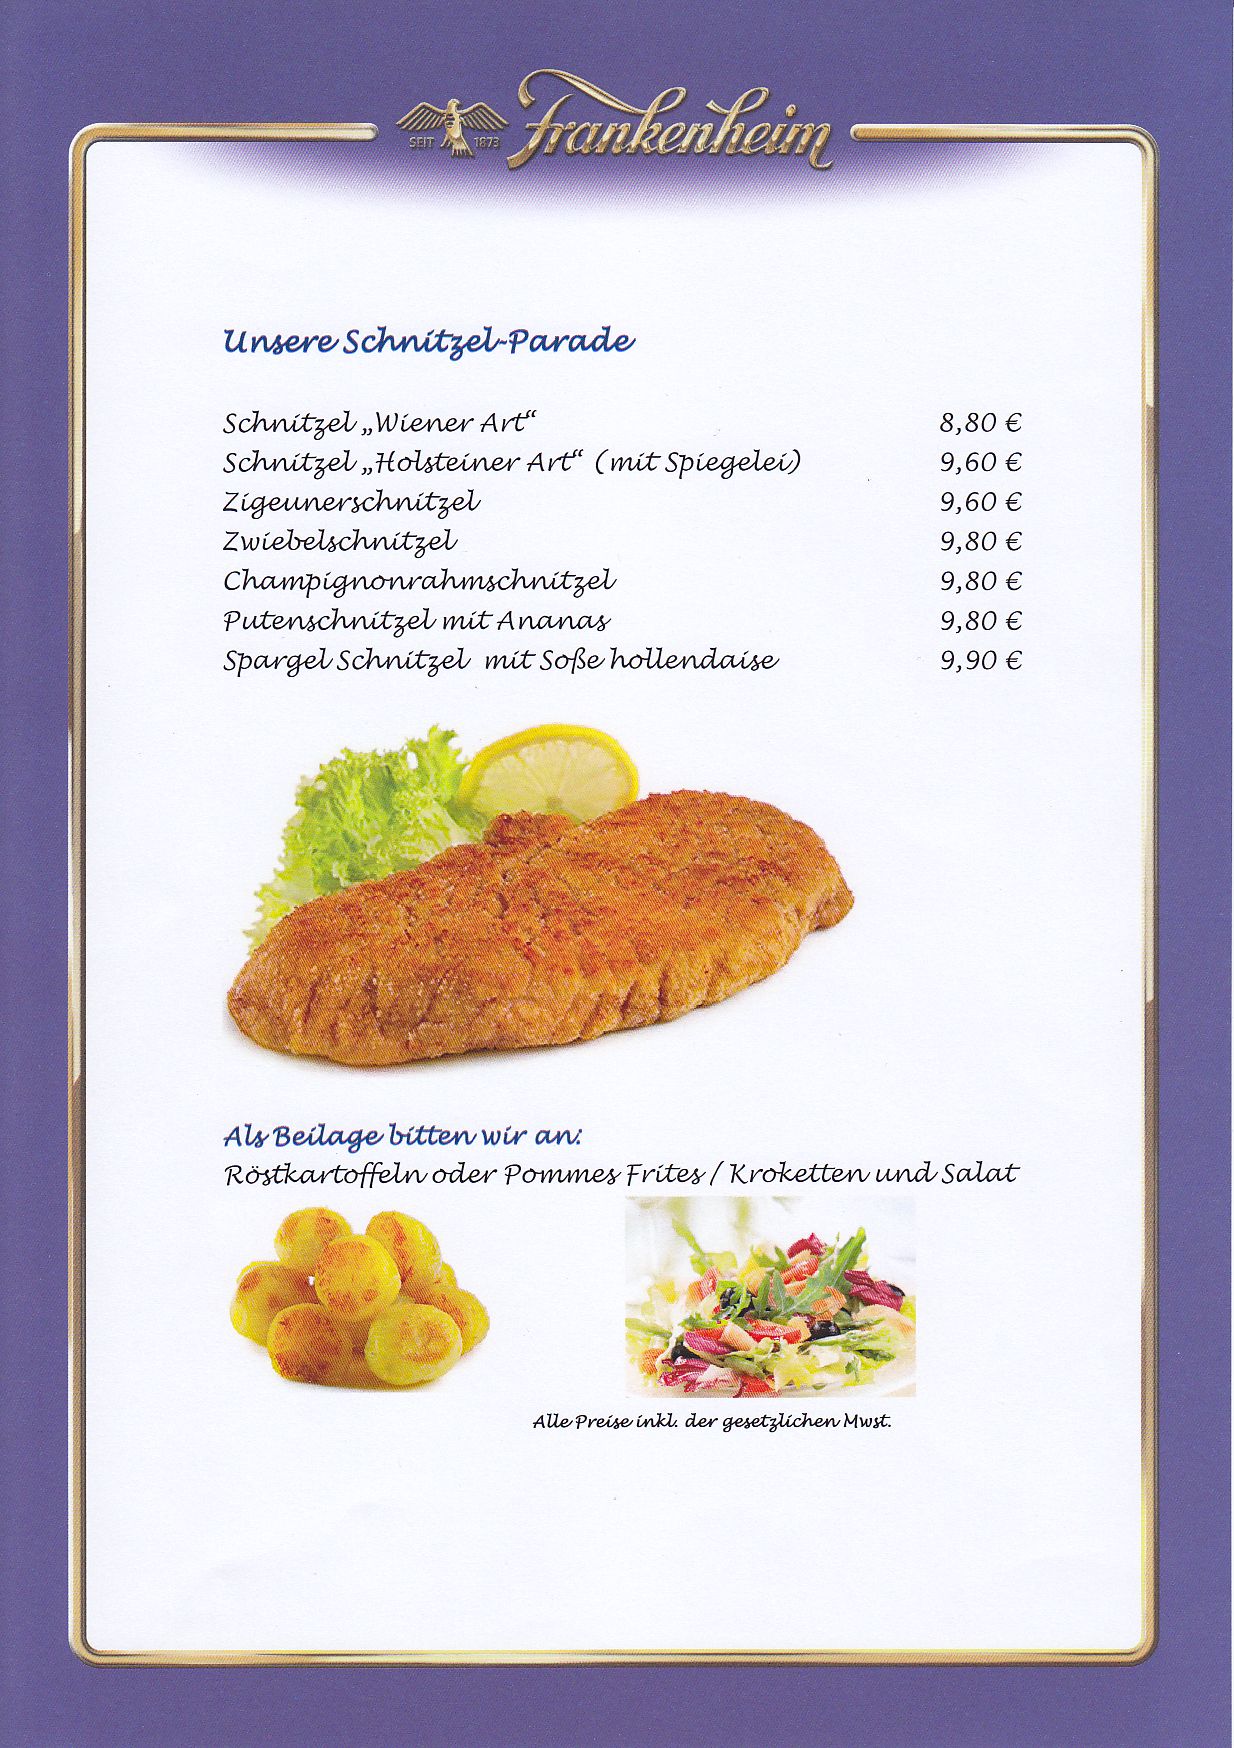 SEIT 1873 Frankenheim
Unsere Schnitzel-Parade
Schnitzel „Wiener Art“ 8,80 €
Schnitzel „Holsteiner Art“ (mit Spiegelei) 9,60 €
Zigeunerschnitzel 9,60 €
Zwiebelschnitzel 9,80 €
Champignonrahmschnitzel 9,80 €
Putenschnitzel mit Ananas 9,80 €
Spargel Schnitzel mit Soße hollendaise 9,90 €
Als Beilage bitten wir an:
Röstkartoffeln oder Pommes Frites / Kroketten und Salat
Alle Preise inkl. der gesetzlichen Mwst.